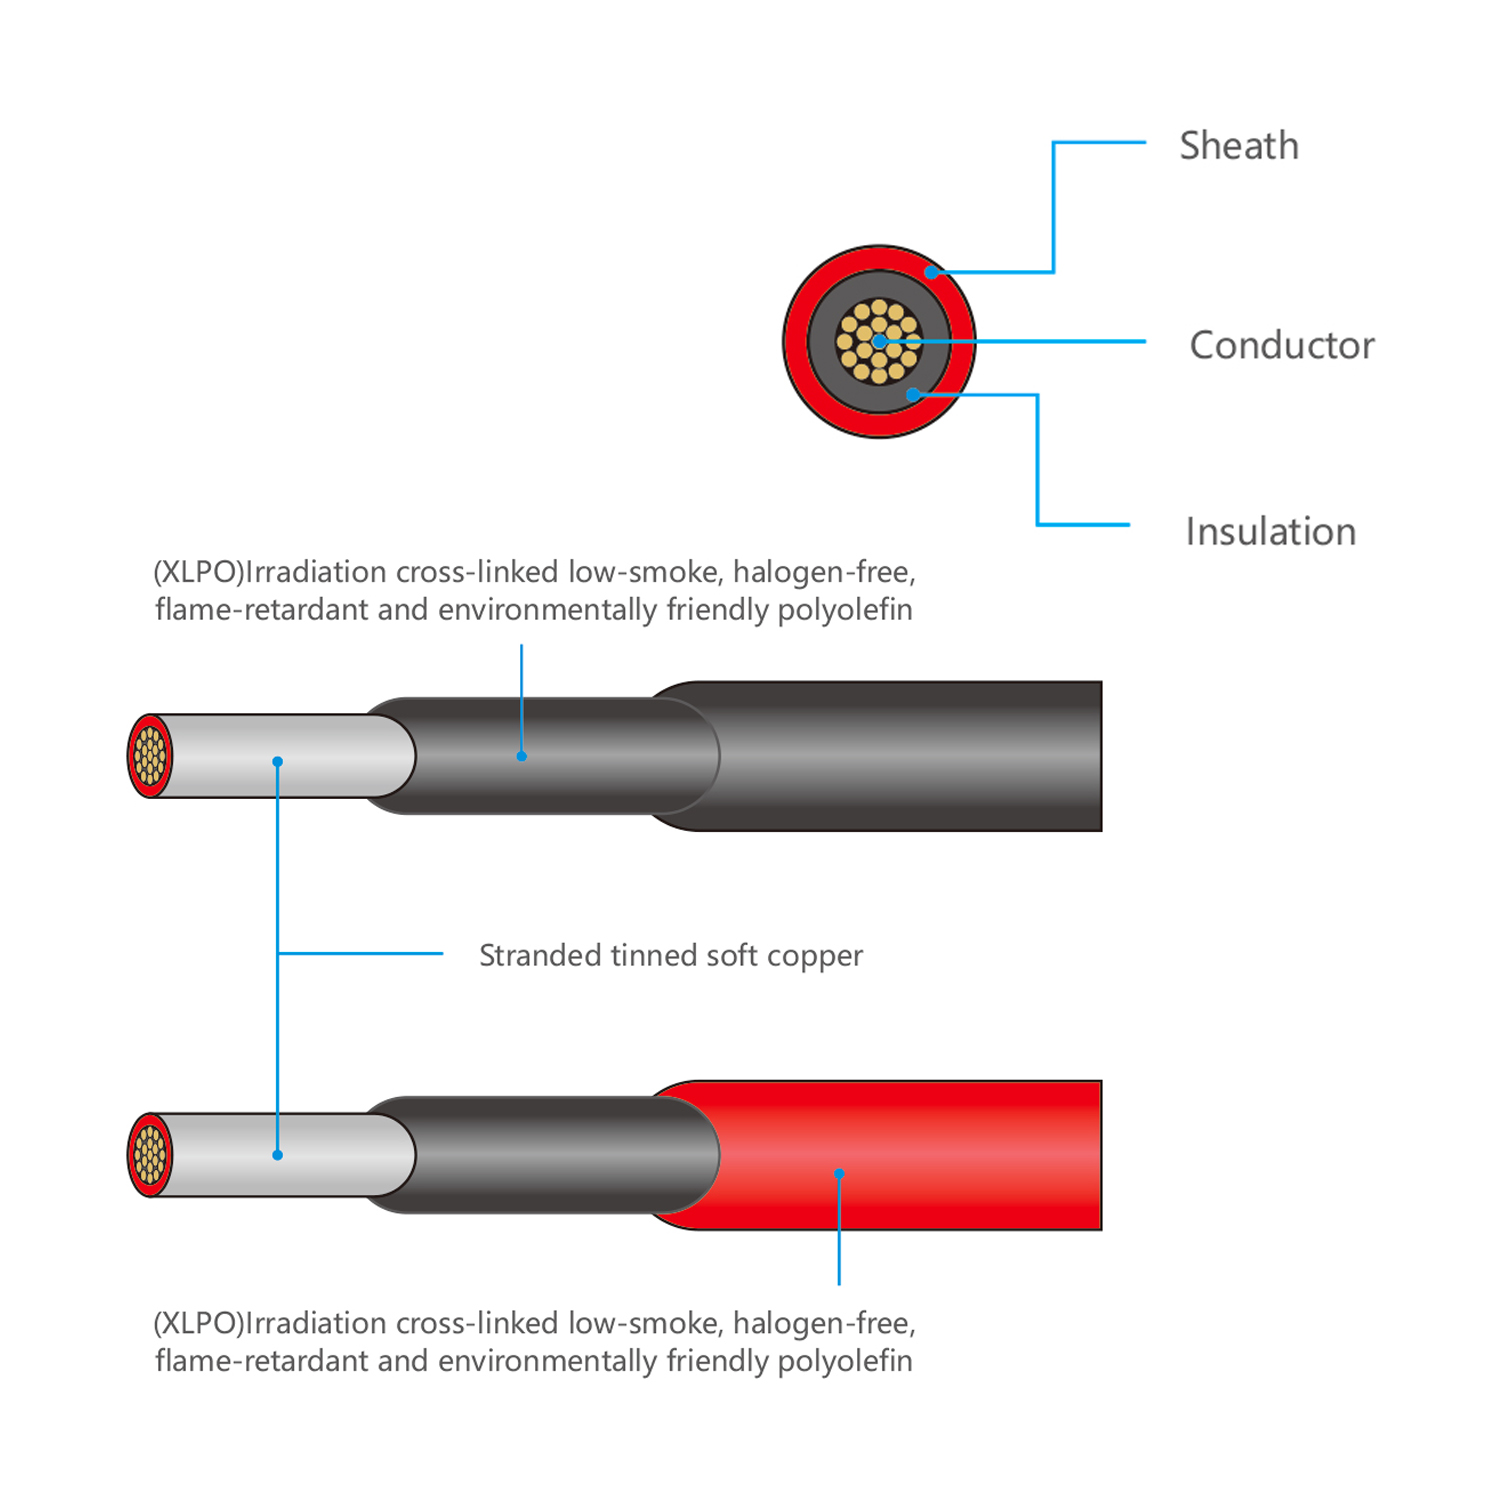 Sheath
Conductor
Insulation
(XLPO)Irradiation cross-linked low-smoke, halogen-free,
flame-retardant and environmentally friendly polyolefin
Stranded tinned soft copper
(XLPO)Irradiation cross-linked low-smoke, halogen-free,
flame-retardant and environmentally friendly polyolefin